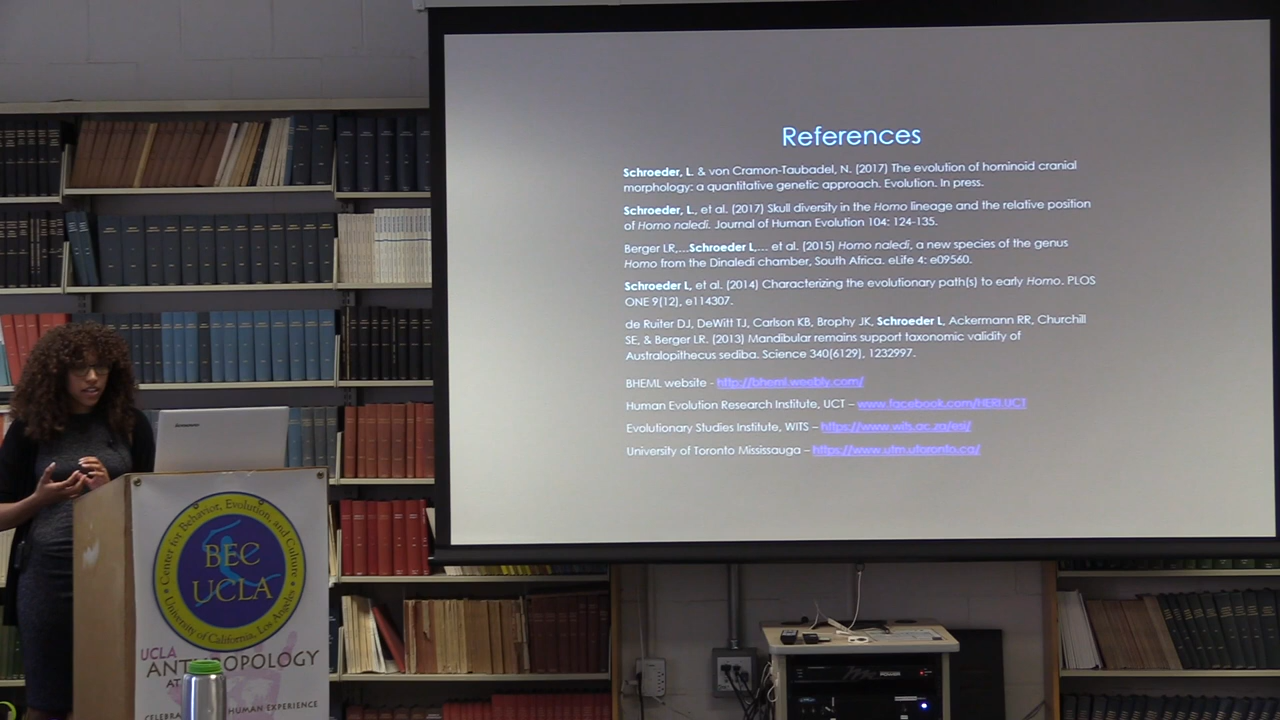 References
Schroeder, L. & von Cramon-Taubadel, N. (2017) The evolution of hominoid cranial
morphology: a quantitative genetic approach. Evolution. In press.
Schroeder, L., et al. (2017) Skull diversity in the Homo lineage and the relative position
of Homo naledi. Journal of Human Evolution 104: 124-135.
Berger LR,...Schroeder L,... et al. (2015) Homo naledi, a new species of the genus
Homo from the Dinaledi chamber, South Africa. eLife 4: e09560.
Schroeder L, et al. (2014) Characterizing the evolutionary path(s) to early Homo. PLOS
ONE 9(12), e114307.
de Ruiter DJ, DeWitt TJ, Carlson KB, Brophy JK, Schroeder L, Ackermann RR, Churchill
SE, & Berger LR. (2013) Mandibular remains support taxonomic validity of
Australopithecus sediba. Science 340(6129), 1232997.
BHEML website - http://bheml.weebly.com/
Human Evolution Research Institute, UCT – www.facebook.com/HERI.UCT
Evolutionary Studies Institute, WITS – https://www.wits.ac.za/esi/
University of Toronto Mississauga – https://www.utm.utoronto.ca/
lenovo
Center for Behavior, Evolution, and Culture
BEC
UCLA
University of California, Los Angeles
UCLA
ANTHROPOLOGY
AT
HUMAN EXPERIENCE